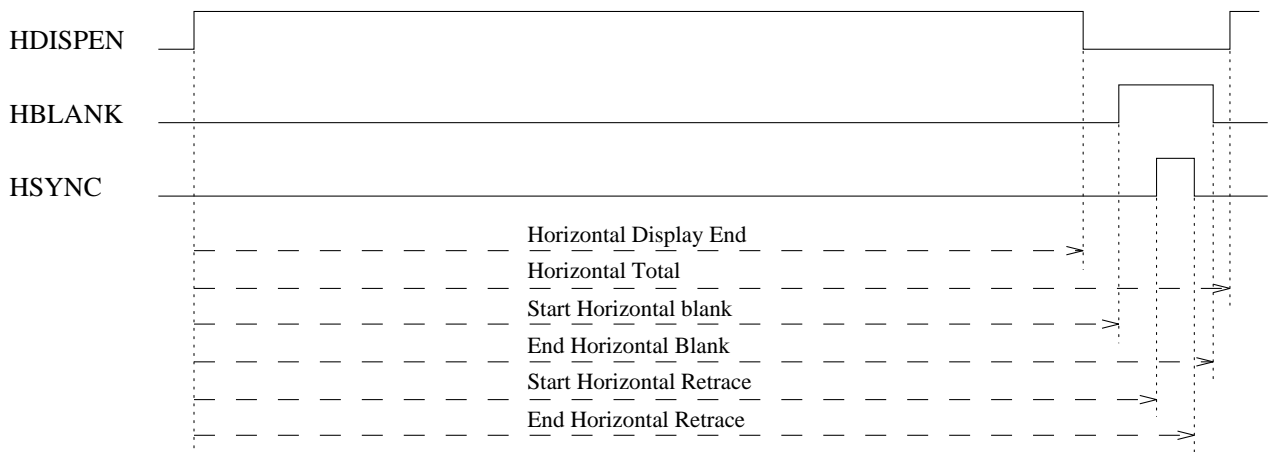 HDISPEN
HBLANK
HSYNC
Horizontal Display End
Horizontal Total
Start Horizontal blank
End Horizontal Blank
Start Horizontal Retrace
End Horizontal Retrace